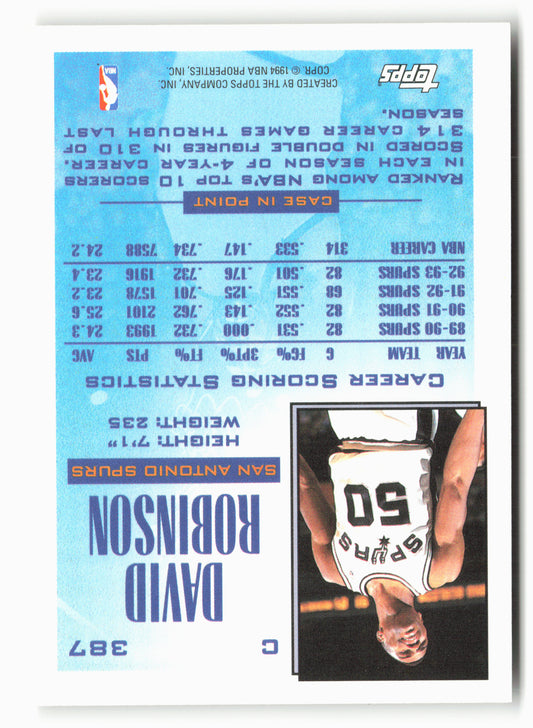 C 387
DAVID
ROBINSON
SAN ANTONIO SPURS
HEIGHT: 7'1"
WEIGHT: 235
SPURS
50
CAREER SCORING STATISTICS
YEAR TEAM G FG% 3PT% FT% PTS AVG
89-90 SPURS 82 .531 .000 .732 1993 24.3
90-91 SPURS 82 .552 .143 .762 2101 25.6
91-92 SPURS 68 .551 .125 .701 1578 23.2
92-93 SPURS 82 .501 .176 .732 1916 23.4
NBA CAREER 314 .533 .147 .734 7588 24.2
CASE IN POINT
RANKED AMONG NBA'S TOP 10 SCORERS
IN EACH SEASON OF 4-YEAR CAREER.
SCORED IN DOUBLE FIGURES IN 310 OF
314 CAREER GAMES THROUGH LAST
SEASON.
Topps
CREATED BY THE TOPPS COMPANY, INC.
COPR. © 1994 NBA PROPERTIES, INC.
NBA